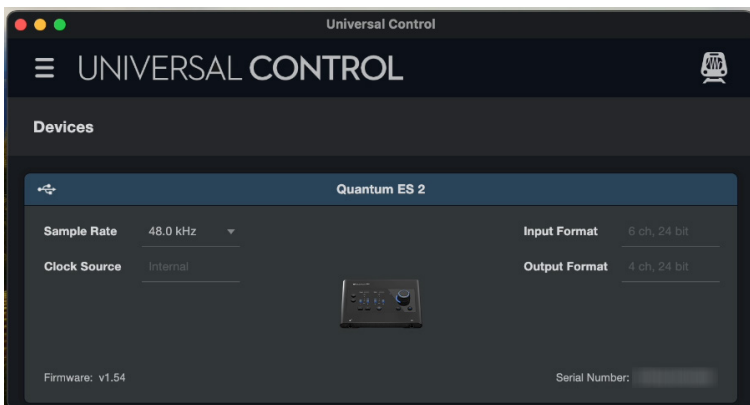 Universal Control
UNIVERSAL CONTROL
Devices
Quantum ES 2
Sample Rate 48.0 kHz Input Format 6 ch, 24 bit
Clock Source Internal Output Format 4 ch, 24 bit
Firmware: v1.54 Serial Number: